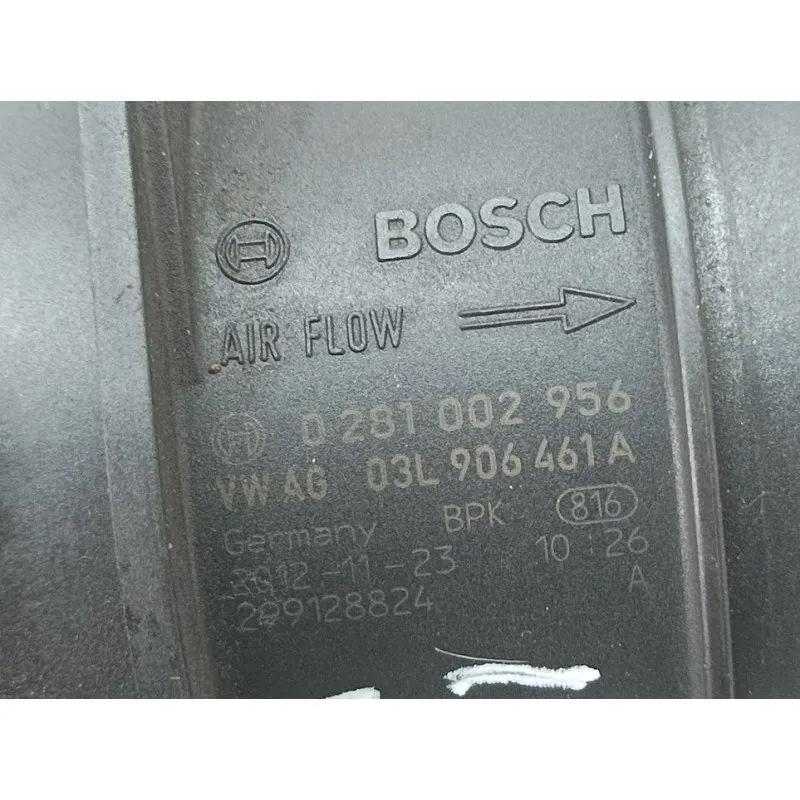 BOSCH
AIR FLOW
0 281 002 956
VW AG 03L 906 461 A
Germany BPK 816
2012-11-23 10:26
209128824 A